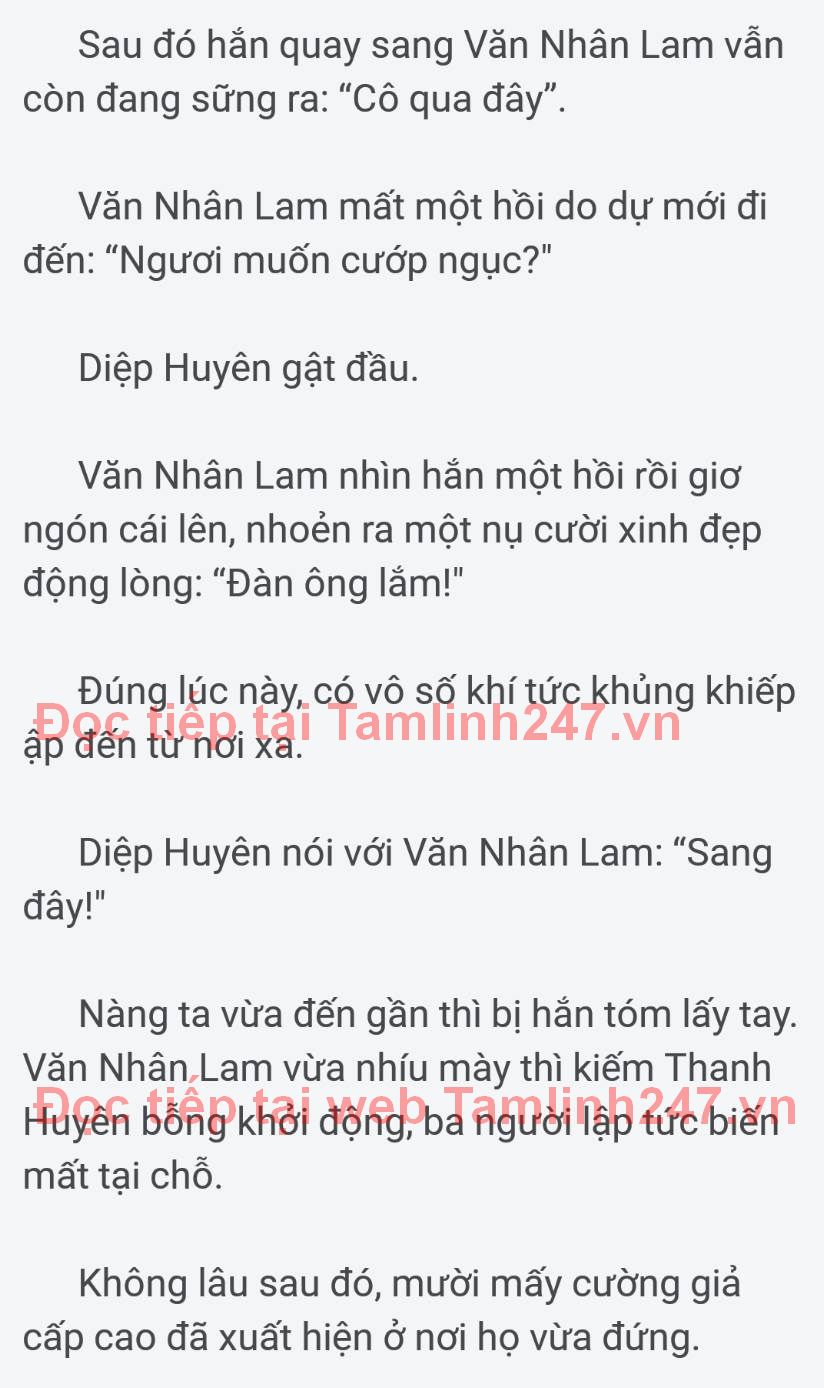 Sau đó hắn quay sang Văn Nhân Lam vẫn
còn đang sững ra: “Cô qua đây”.
Văn Nhân Lam mất một hồi do dự mới đi
đến: “Ngươi muốn cướp ngục?"
Diệp Huyên gật đầu.
Văn Nhân Lam nhìn hắn một hồi rồi giơ
ngón cái lên, nhoẻn ra một nụ cười xinh đẹp
động lòng: “Đàn ông lắm!"
Đúng lúc này, có vô số khí tức khủng khiếp
Đọc tiếp tại Tamlinh247.vn
ập đến từ nơi xa.
Diệp Huyên nói với Văn Nhân Lam: “Sang
đây!"
Nàng ta vừa đến gần thì bị hắn tóm lấy tay.
Văn Nhân Lam vừa nhíu mày thì kiếm Thanh
Đọc tiếp tại web Tamlinh247.vn
Huyên bỗng khởi động, ba người lập tức biến
mất tại chỗ.
Không lâu sau đó, mười mấy cường giả
cấp cao đã xuất hiện ở nơi họ vừa đứng.